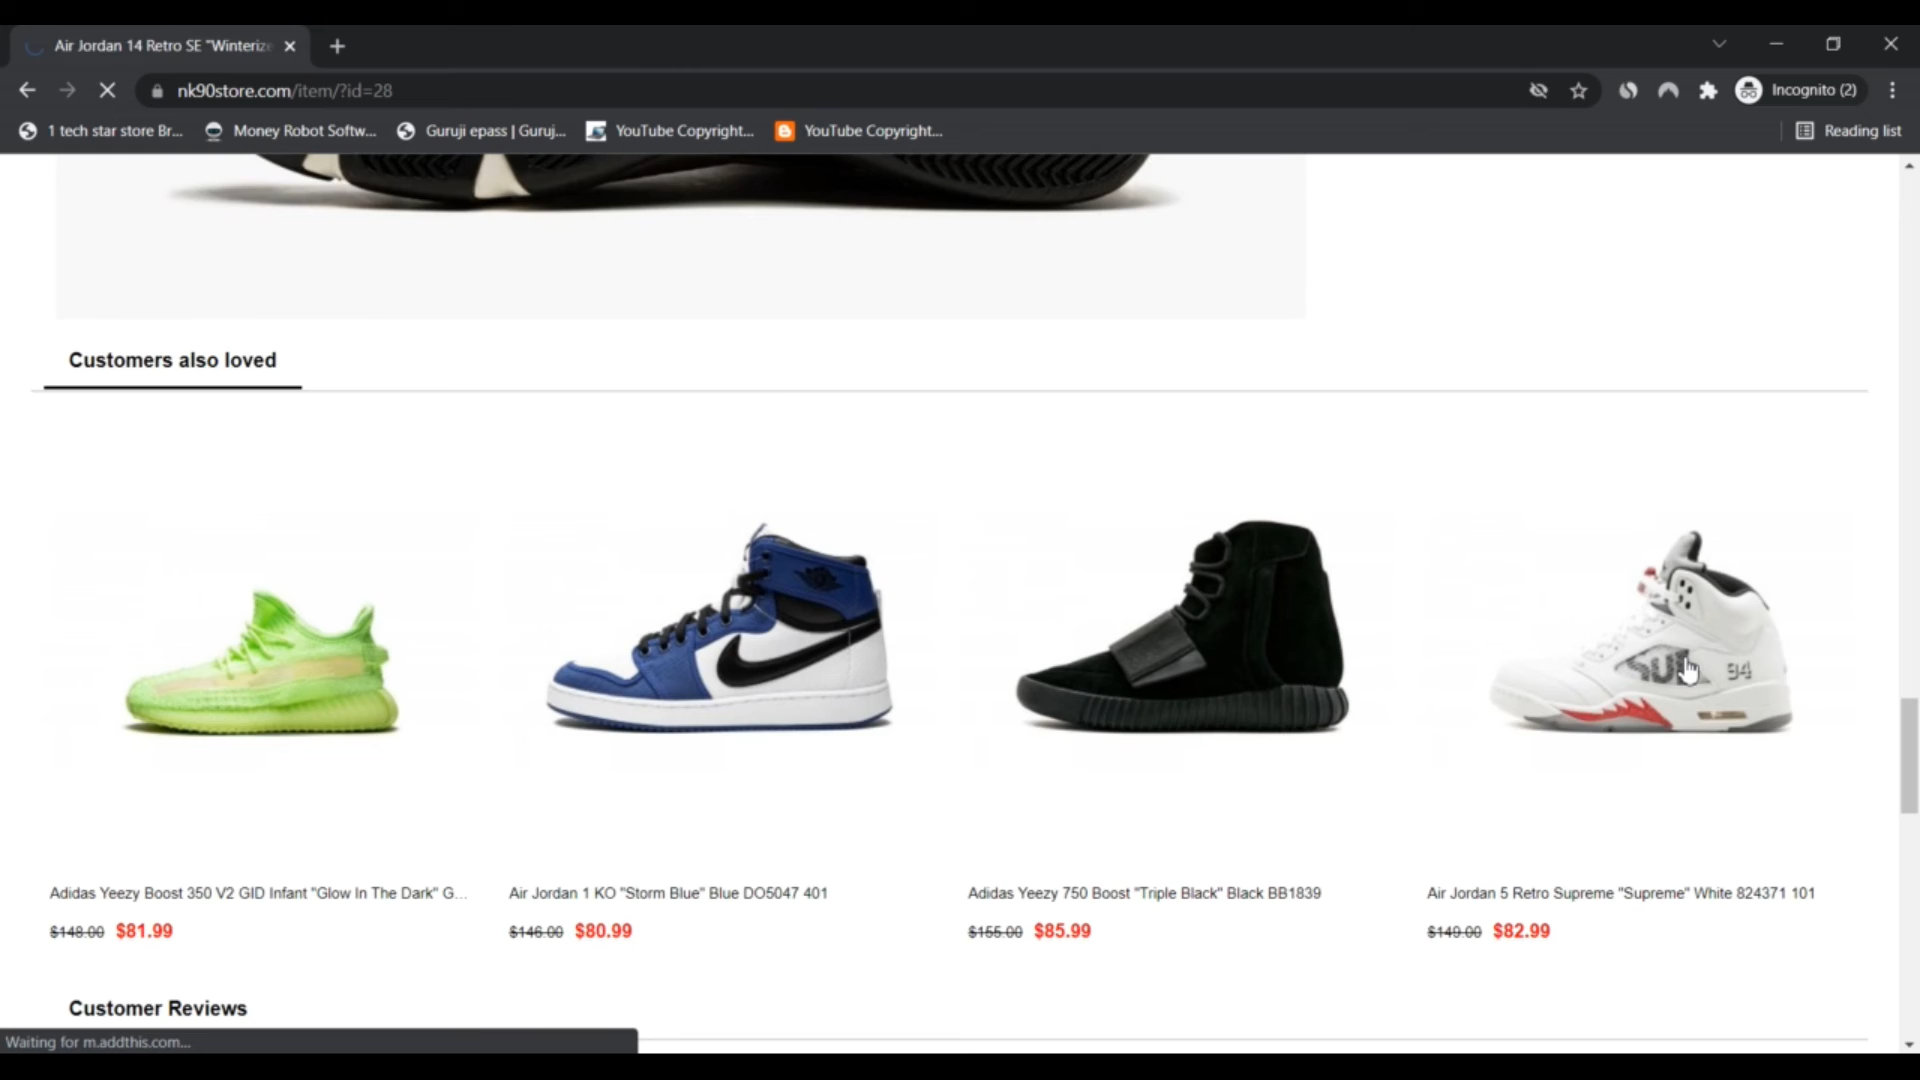 Air Jordan 14 Retro SE "Winterize
nk90store.com/item/?id=28
Incognito (2)
1 tech star store Br...
Money Robot Softw...
Guruji epass | Guruj...
YouTube Copyright...
YouTube Copyright...
Reading list
Customers also loved
SUP
94
Adidas Yeezy Boost 350 V2 GID Infant "Glow In The Dark" G...
Air Jordan 1 KO "Storm Blue" Blue DO5047 401
Adidas Yeezy 750 Boost "Triple Black" Black BB1839
Air Jordan 5 Retro Supreme "Supreme" White 824371 101
$148.00 $81.99
$146.00 $80.99
$155.00 $85.99
$149.00 $82.99
Customer Reviews
Waiting for m.addthis.com...